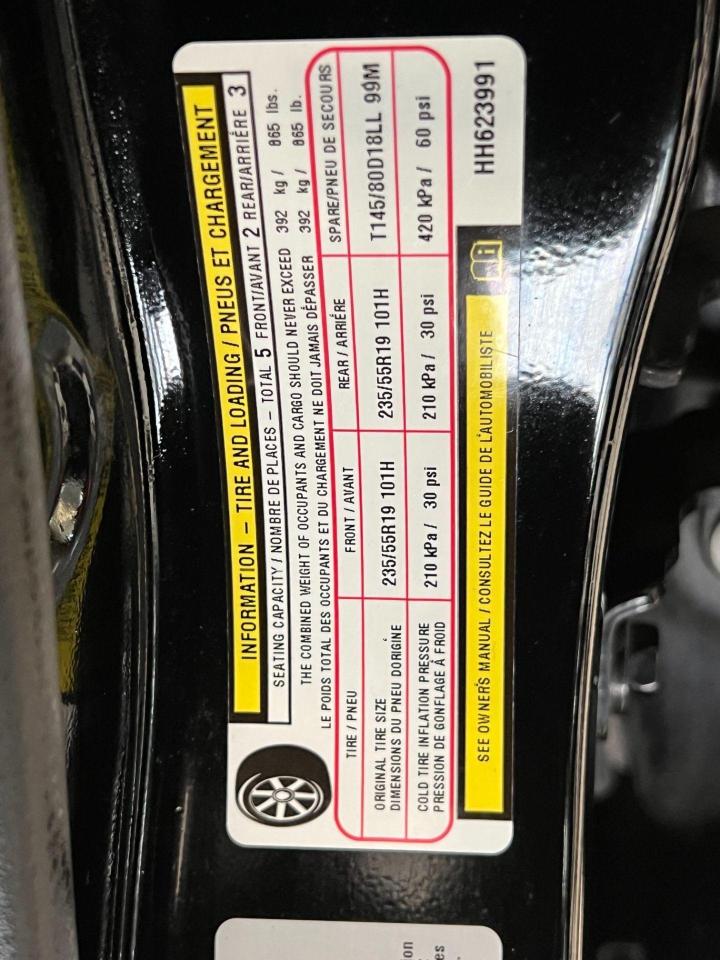 INFORMATION – TIRE AND LOADING / PNEUS ET CHARGEMENT
SEATING CAPACITY / NOMBRE DE PLACES – TOTAL 5 FRONT/AVANT 2 REAR/ARRIÈRE 3
THE COMBINED WEIGHT OF OCCUPANTS AND CARGO SHOULD NEVER EXCEED 392 kg / 865 lbs.
LE POIDS TOTAL DES OCCUPANTS ET DU CHARGEMENT NE DOIT JAMAIS DÉPASSER 392 kg / 865 lb.
TIRE / PNEU FRONT / AVANT REAR / ARRIÈRE SPARE/PNEU DE SECOURS
ORIGINAL TIRE SIZE
DIMENSIONS DU PNEU DORIGINE
235/55R19 101H 235/55R19 101H T145/80D18LL 99M
COLD TIRE INFLATION PRESSURE
PRESSION DE GONFLAGE À FROID
210 kPa / 30 psi 210 kPa / 30 psi 420 kPa / 60 psi
SEE OWNER'S MANUAL / CONSULTEZ LE GUIDE DE L'AUTOMOBILISTE
HH623991
ion
es